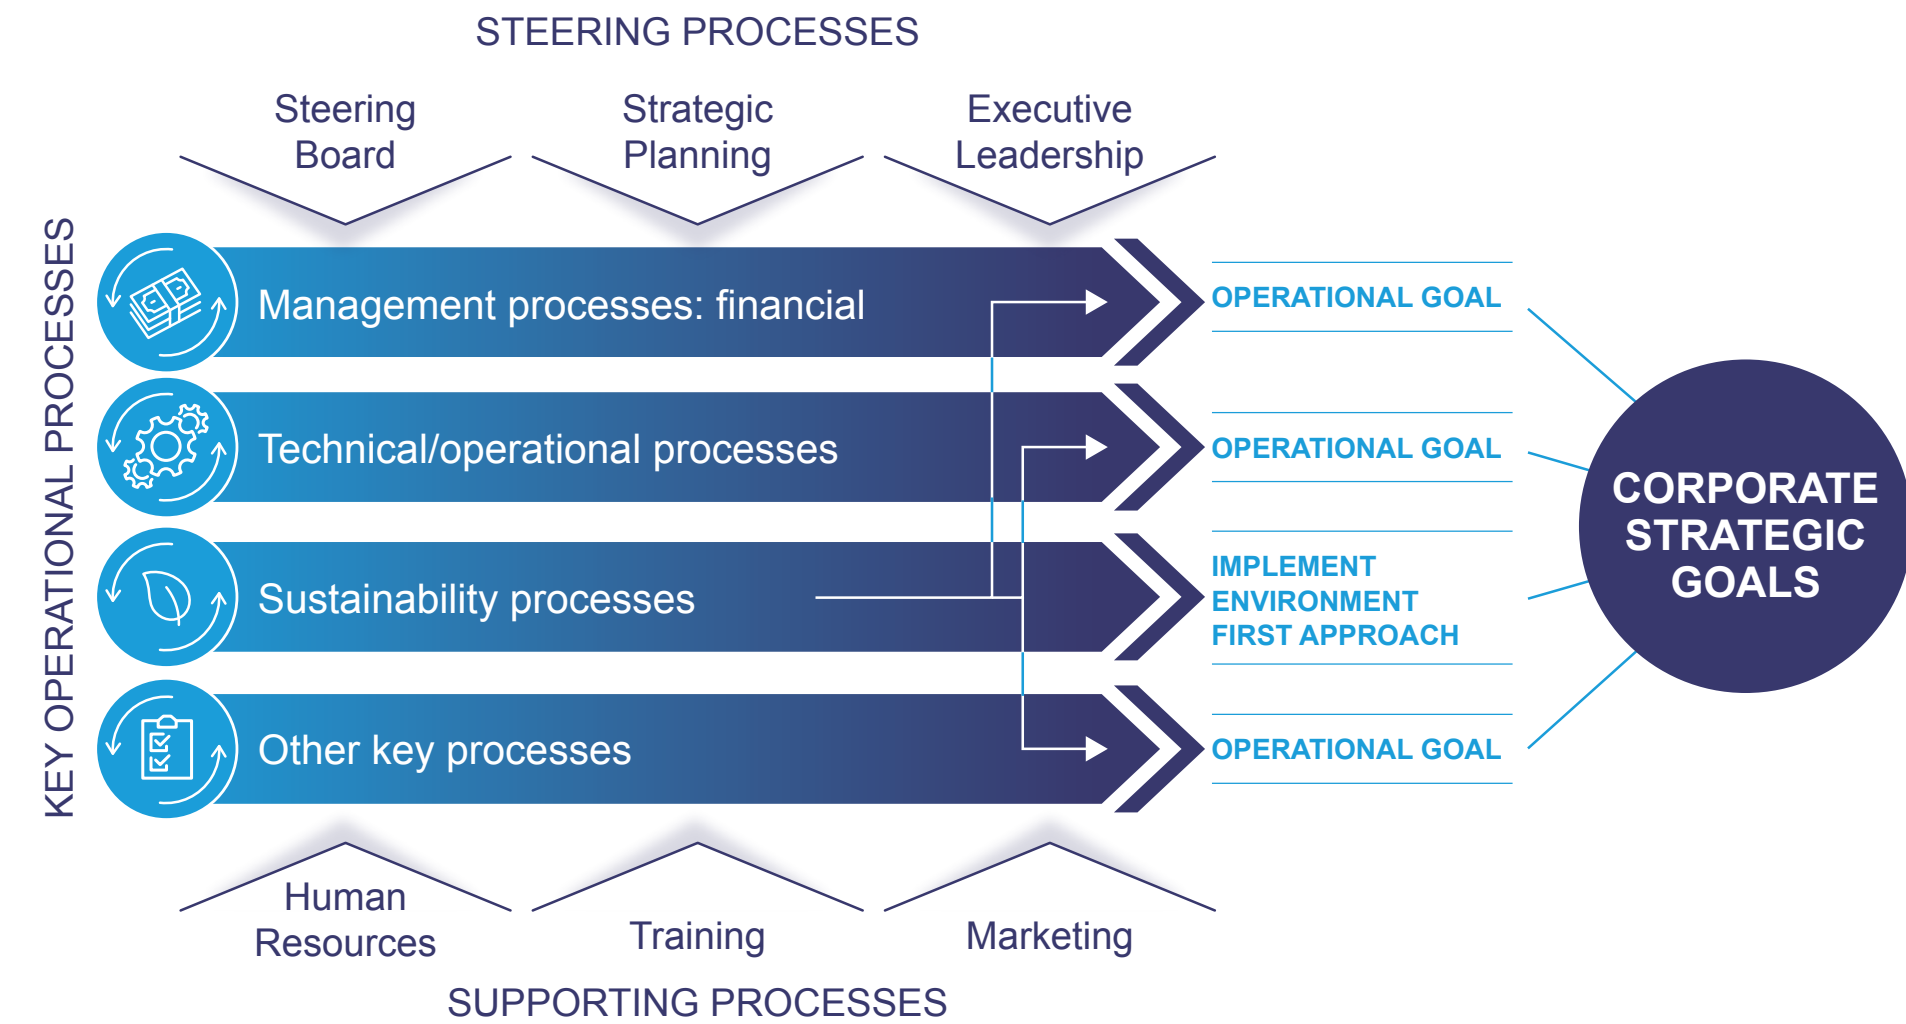 STEERING PROCESSES
Steering
Board
Strategic
Planning
Executive
Leadership
KEY OPERATIONAL PROCESSES
Management processes: financial
OPERATIONAL GOAL
Technical/operational processes
OPERATIONAL GOAL
Sustainability processes
IMPLEMENT
ENVIRONMENT
FIRST APPROACH
Other key processes
OPERATIONAL GOAL
CORPORATE
STRATEGIC
GOALS
Human
Resources
Training
Marketing
SUPPORTING PROCESSES